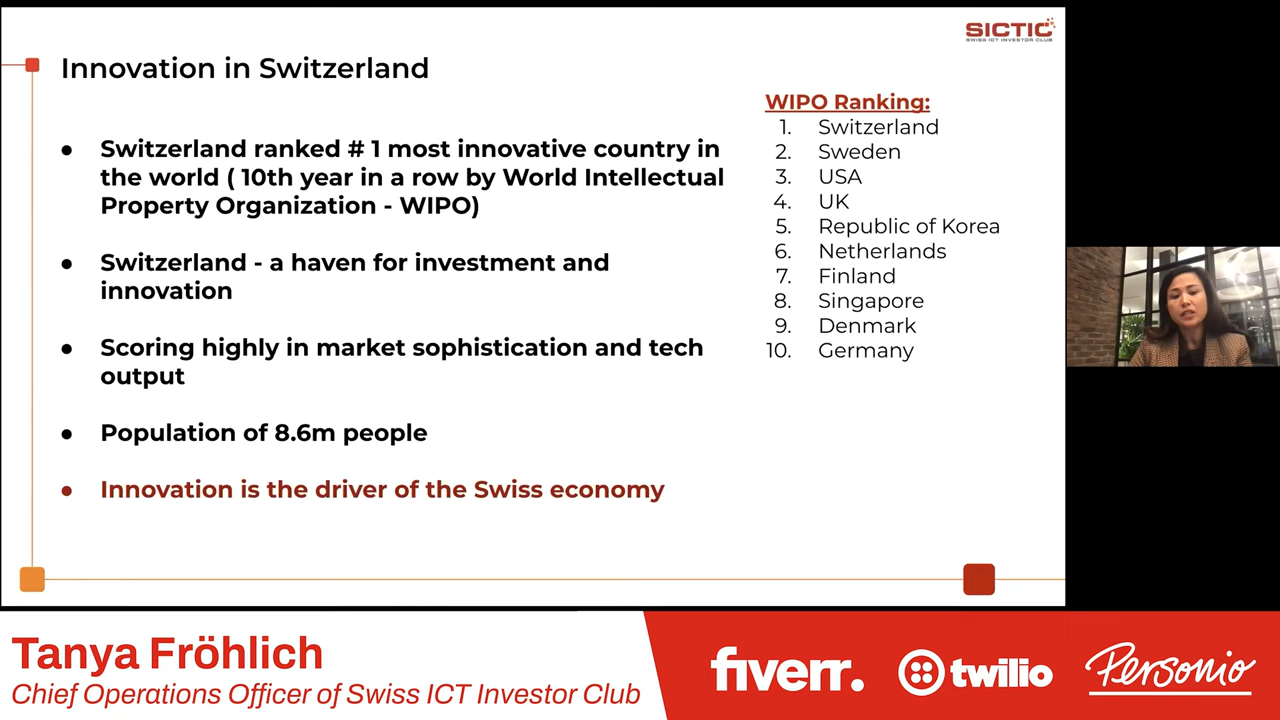 SICTIC
SWISS ICT INVESTOR CLUB
Innovation in Switzerland
● Switzerland ranked # 1 most innovative country in
the world ( 10th year in a row by World Intellectual
Property Organization - WIPO)
● Switzerland - a haven for investment and
innovation
● Scoring highly in market sophistication and tech
output
● Population of 8.6m people
● Innovation is the driver of the Swiss economy
WIPO Ranking:
1. Switzerland
2. Sweden
3. USA
4. UK
5. Republic of Korea
6. Netherlands
7. Finland
8. Singapore
9. Denmark
10. Germany
Tanya Fröhlich
Chief Operations Officer of Swiss ICT Investor Club
fiverr.
twilio
Personio